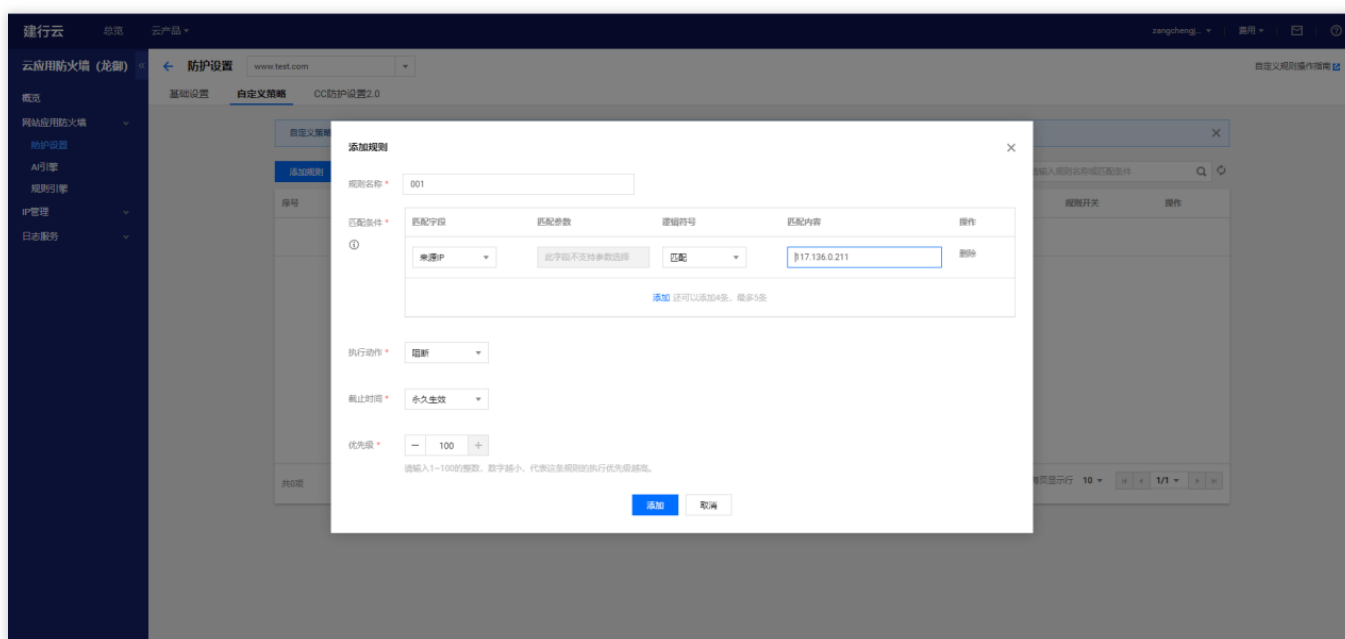 建行云 总览 云产品 zangchengj... 费用
云应用防火墙 (龙御) 防护设置 www.test.com 自定义规则操作指南
概览 基础设置 自定义策略 CC防护设置2.0
网站应用防火墙
防护设置 自定义策略
AI引擎 添加规则 输入规则名称或匹配条件
规则引擎
IP管理 序号 规则开关 操作
日志服务
添加规则
规则名称 * 001
匹配条件 * 匹配字段 匹配参数 逻辑符号 匹配内容 操作
来源IP 此字段不支持参数选择 匹配 117.136.0.211 删除
添加 还可以添加4条，最多5条
执行动作 * 阻断
截止时间 * 永久生效
优先级 * － 100 +
请输入1~100的整数，数字越小，代表这条规则的执行优先级越高。
共0项 页显示行 10 1/1
添加 取消